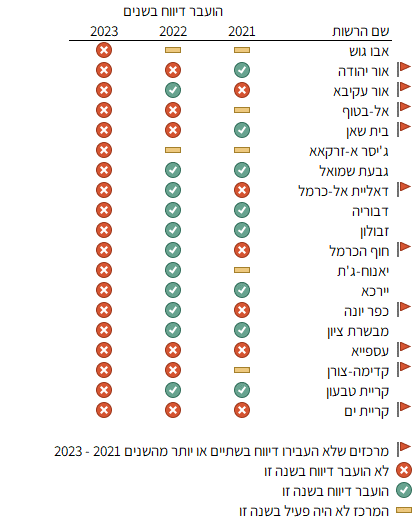 הועבר דיווח בשנים
שם הרשות 2021 2022 2023
אבו גוש
אור יהודה
אור עקיבא
אל-בטוף
בית שאן
ג'יסר א-זרקאא
גבעת שמואל
דאליית אל-כרמל
דבוריה
זבולון
חוף הכרמל
יאנוח-ג'ת
יירכא
כפר יונה
מבשרת ציון
עספייא
קדימה-צורן
קריית טבעון
קריית ים
מרכזים שלא העבירו דיווח בשתיים או יותר מהשנים 2021 - 2023
לא הועבר דיווח בשנה זו
הועבר דיווח בשנה זו
המרכז לא היה פעיל בשנה זו